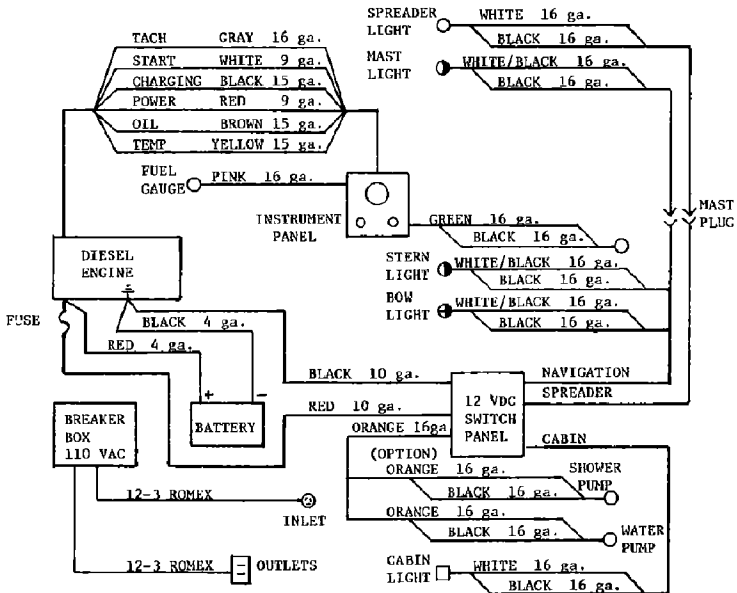 SPREADER LIGHT
WHITE 16 ga.
BLACK 16 ga.
MAST LIGHT
WHITE/BLACK 16 ga.
BLACK 16 ga.
TACH GRAY 16 ga.
START WHITE 9 ga.
CHARGING BLACK 15 ga.
POWER RED 9 ga.
OIL BROWN 15 ga.
TEMP YELLOW 15 ga.
FUEL GAUGE
PINK 16 ga.
INSTRUMENT PANEL
GREEN 16 ga.
BLACK 16 ga.
MAST PLUG
STERN LIGHT
WHITE/BLACK 16 ga.
BLACK 16 ga.
BOW LIGHT
WHITE/BLACK 16 ga.
BLACK 16 ga.
DIESEL ENGINE
FUSE
BLACK 4 ga.
RED 4 ga.
+ −
BATTERY
BLACK 10 ga.
RED 10 ga.
ORANGE 16ga
12 VDC SWITCH PANEL
NAVIGATION
SPREADER
CABIN
BREAKER BOX 110 VAC
12-3 ROMEX
INLET
12-3 ROMEX
OUTLETS
(OPTION)
ORANGE 16 ga.
BLACK 16 ga.
SHOWER PUMP
ORANGE 16 ga.
BLACK 16 ga.
WATER PUMP
CABIN LIGHT
WHITE 16 ga.
BLACK 16 ga.